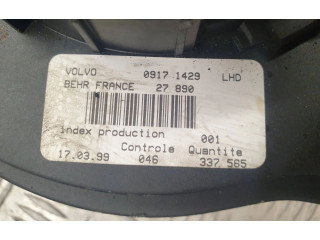 VOLVO 0917 1429 LHD
BEHR FRANCE 27 890
index production 001
Controle Quantite
17.03.99 046 337 565